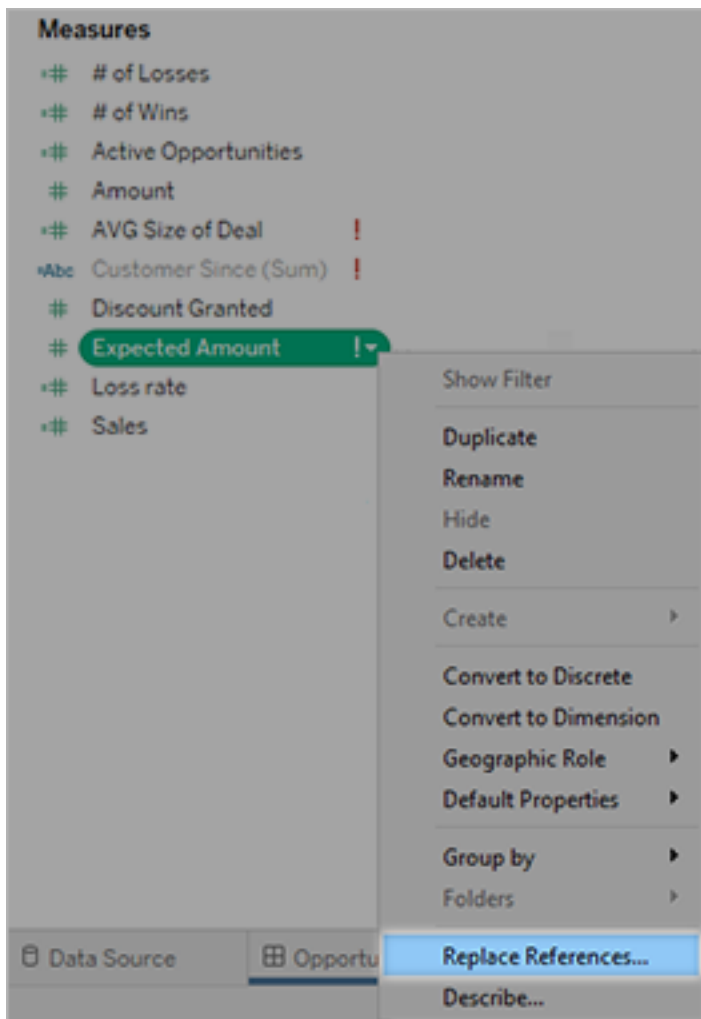 Measures
# of Losses
# of Wins
Active Opportunities
Amount
AVG Size of Deal !
Abc Customer Since (Sum) !
Discount Granted
Expected Amount !
Loss rate
Sales
Show Filter
Duplicate
Rename
Hide
Delete
Create
Convert to Discrete
Convert to Dimension
Geographic Role
Default Properties
Group by
Folders
Replace References...
Describe...
Data Source
Opportu